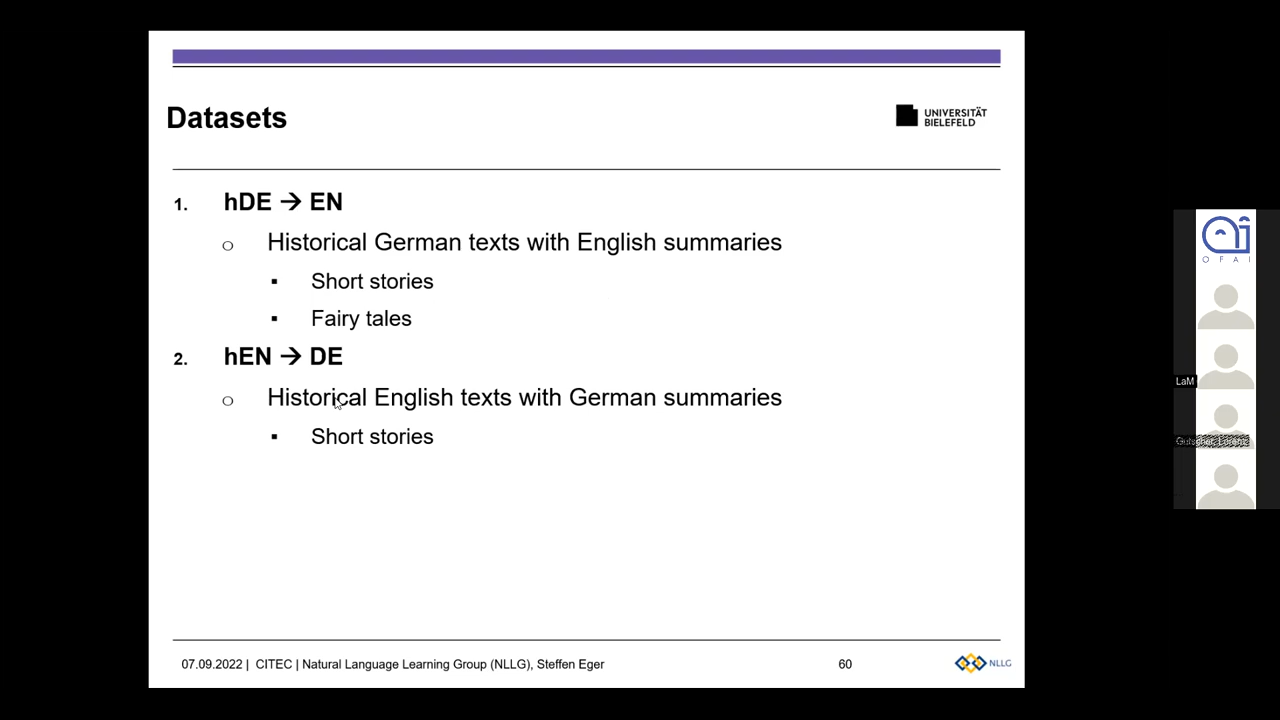 Datasets
UNIVERSITÄT
BIELEFELD
1. hDE → EN
o Historical German texts with English summaries
▪ Short stories
▪ Fairy tales
2. hEN → DE
o Historical English texts with German summaries
▪ Short stories
07.09.2022 | CITEC | Natural Language Learning Group (NLLG), Steffen Eger
60
NLLG
OFAI
LaM